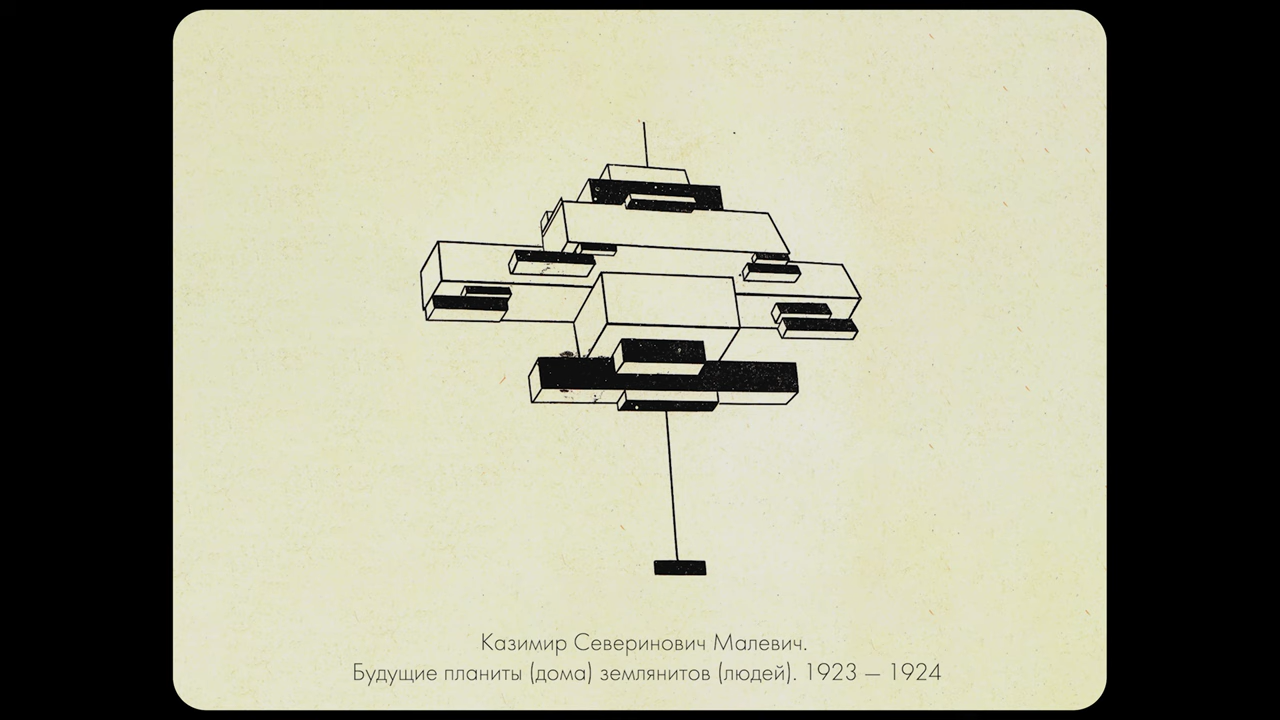 Казимир Северинович Малевич.
Будущие планиты (дома) землянитов (людей). 1923 — 1924